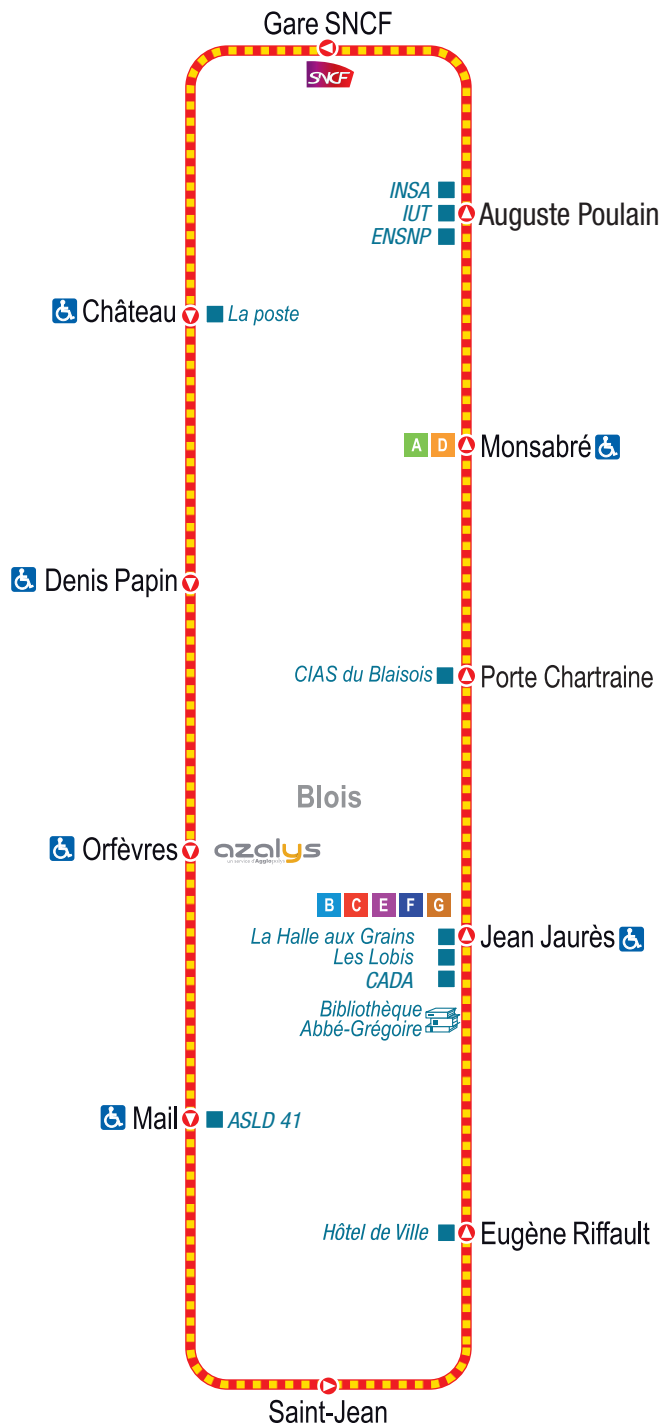 Gare SNCF
SNCF
INSA
IUT
ENSNP
Auguste Poulain
Château
La poste
A D
Monsabré
Denis Papin
CIAS du Blaisois
Porte Chartraine
Blois
Orfèvres
azalys
B C E F G
La Halle aux Grains
Les Lobis
CADA
Jean Jaurès
Bibliothèque
Abbé-Grégoire
Mail
ASLD 41
Hôtel de Ville
Eugène Riffault
Saint-Jean